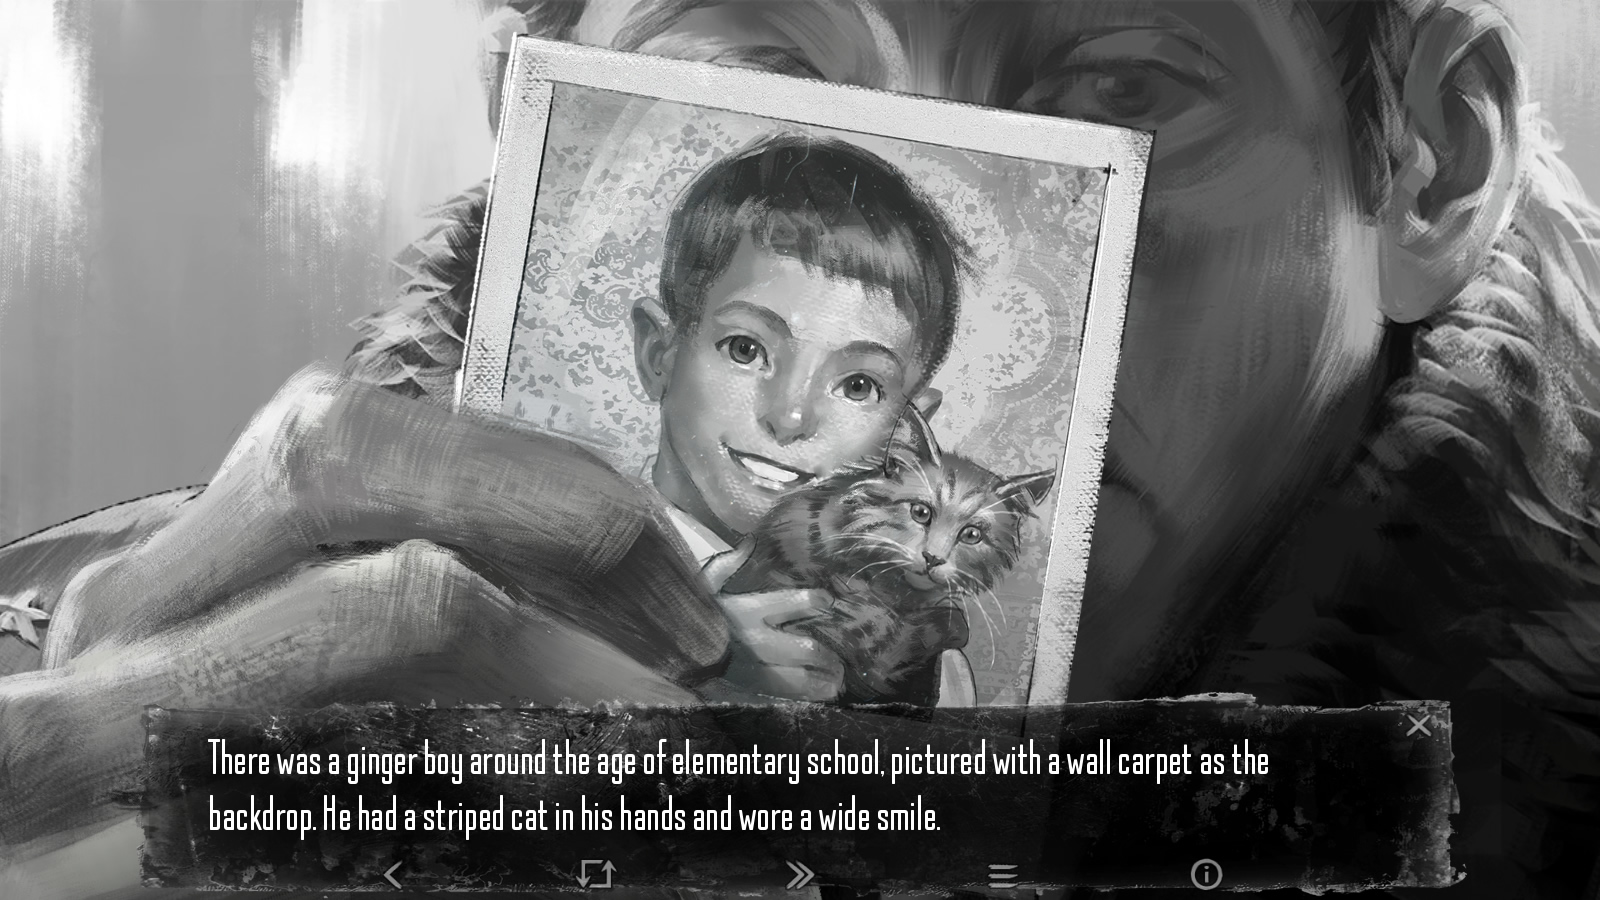 There was a ginger boy around the age of elementary school, pictured with a wall carpet as the
backdrop. He had a striped cat in his hands and wore a wide smile.